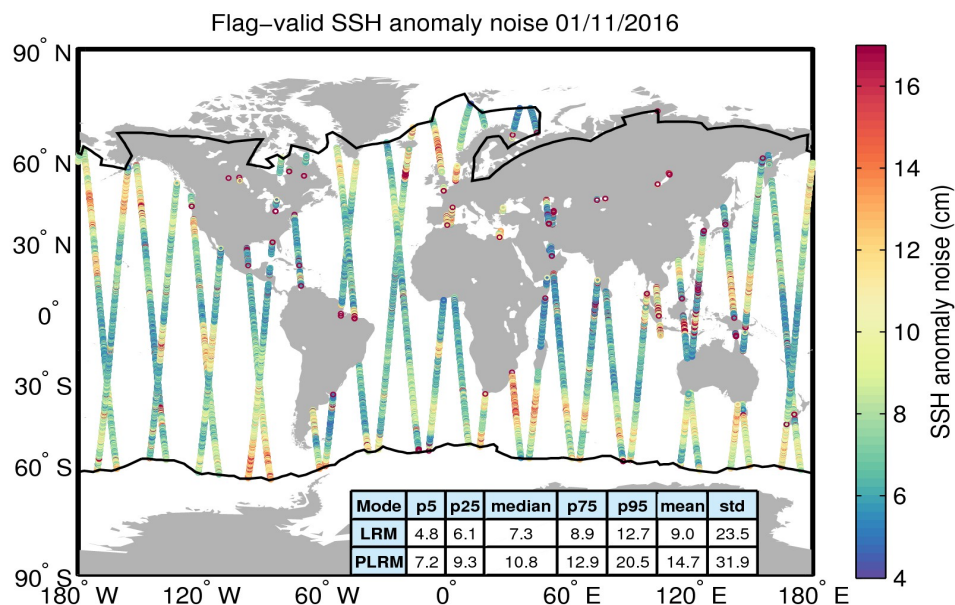 Flag−valid SSH anomaly noise 01/11/2016
90° N
60° N
30° N
0°
30° S
60° S
90° S
180° W 120° W 60° W 0° 60° E 120° E 180° E
16
14
12
10
8
6
4
SSH anomaly noise (cm)
Mode p5 p25 median p75 p95 mean std
LRM 4.8 6.1 7.3 8.9 12.7 9.0 23.5
PLRM 7.2 9.3 10.8 12.9 20.5 14.7 31.9